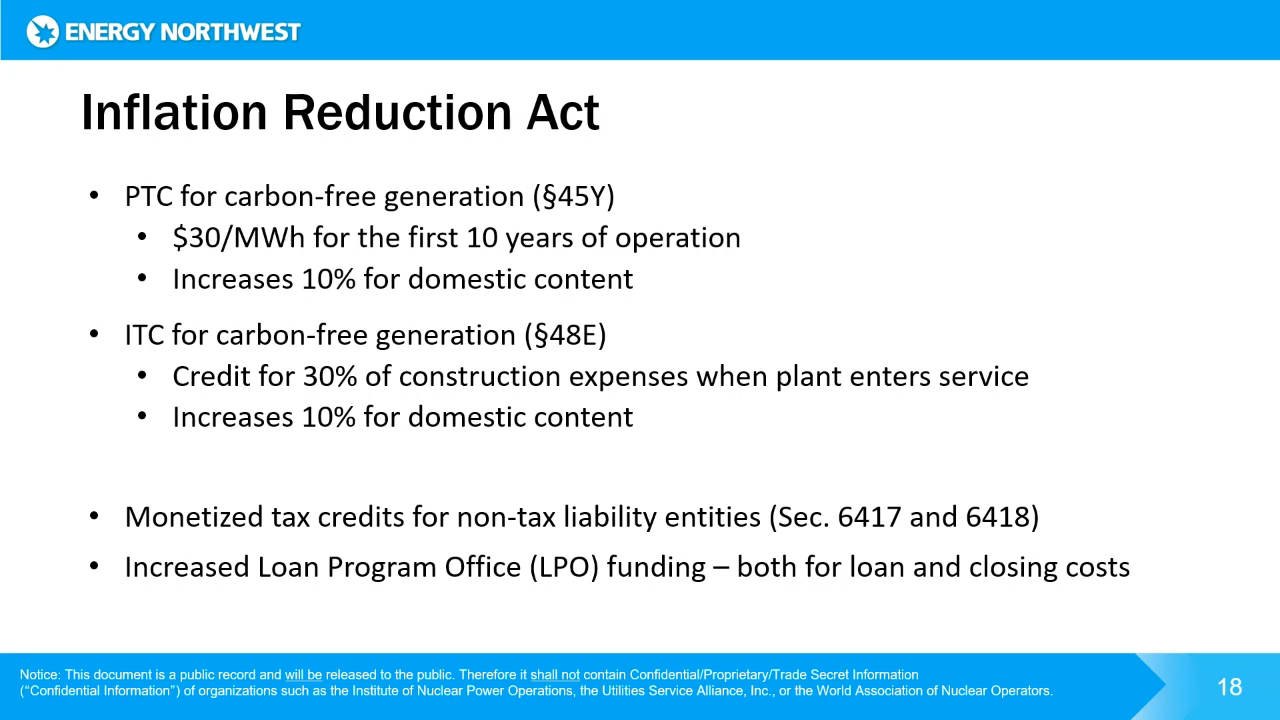 ENERGY NORTHWEST
Inflation Reduction Act
• PTC for carbon-free generation (§45Y)
• $30/MWh for the first 10 years of operation
• Increases 10% for domestic content
• ITC for carbon-free generation (§48E)
• Credit for 30% of construction expenses when plant enters service
• Increases 10% for domestic content
• Monetized tax credits for non-tax liability entities (Sec. 6417 and 6418)
• Increased Loan Program Office (LPO) funding – both for loan and closing costs
Notice: This document is a public record and will be released to the public. Therefore it shall not contain Confidential/Proprietary/Trade Secret Information
(“Confidential Information”) of organizations such as the Institute of Nuclear Power Operations, the Utilities Service Alliance, Inc., or the World Association of Nuclear Operators.
18